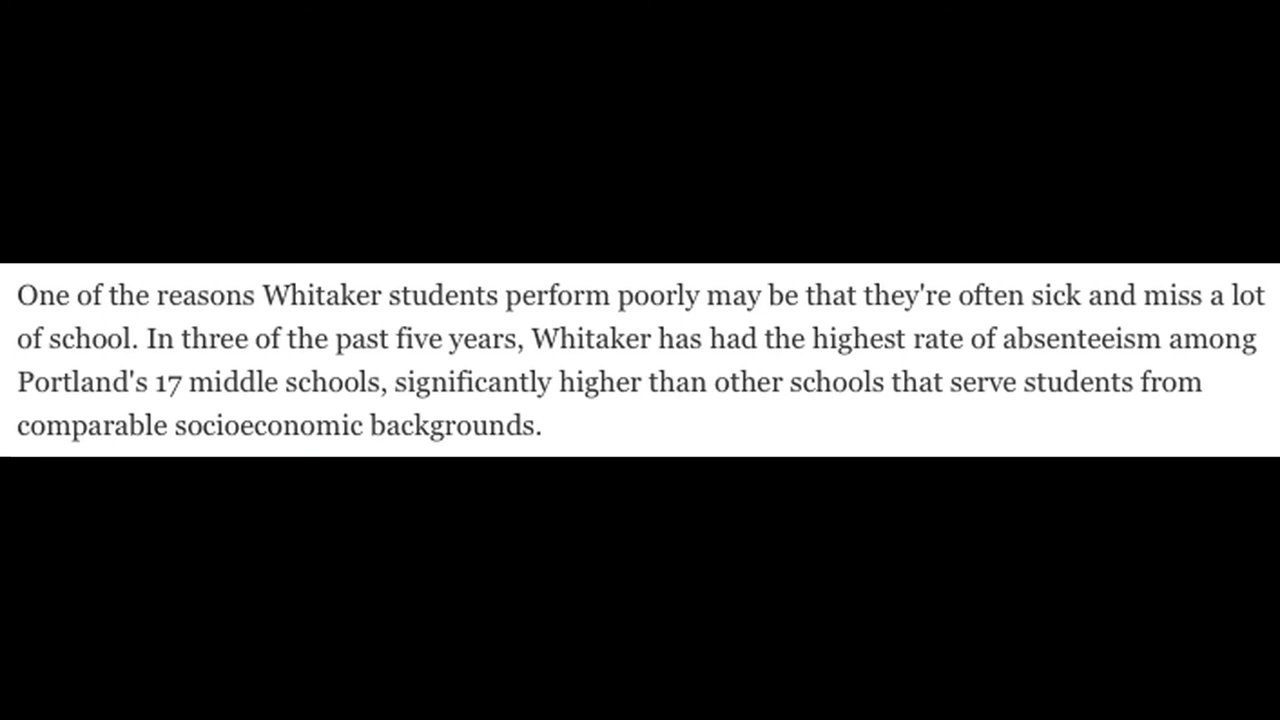 One of the reasons Whitaker students perform poorly may be that they're often sick and miss a lot
of school. In three of the past five years, Whitaker has had the highest rate of absenteeism among
Portland's 17 middle schools, significantly higher than other schools that serve students from
comparable socioeconomic backgrounds.